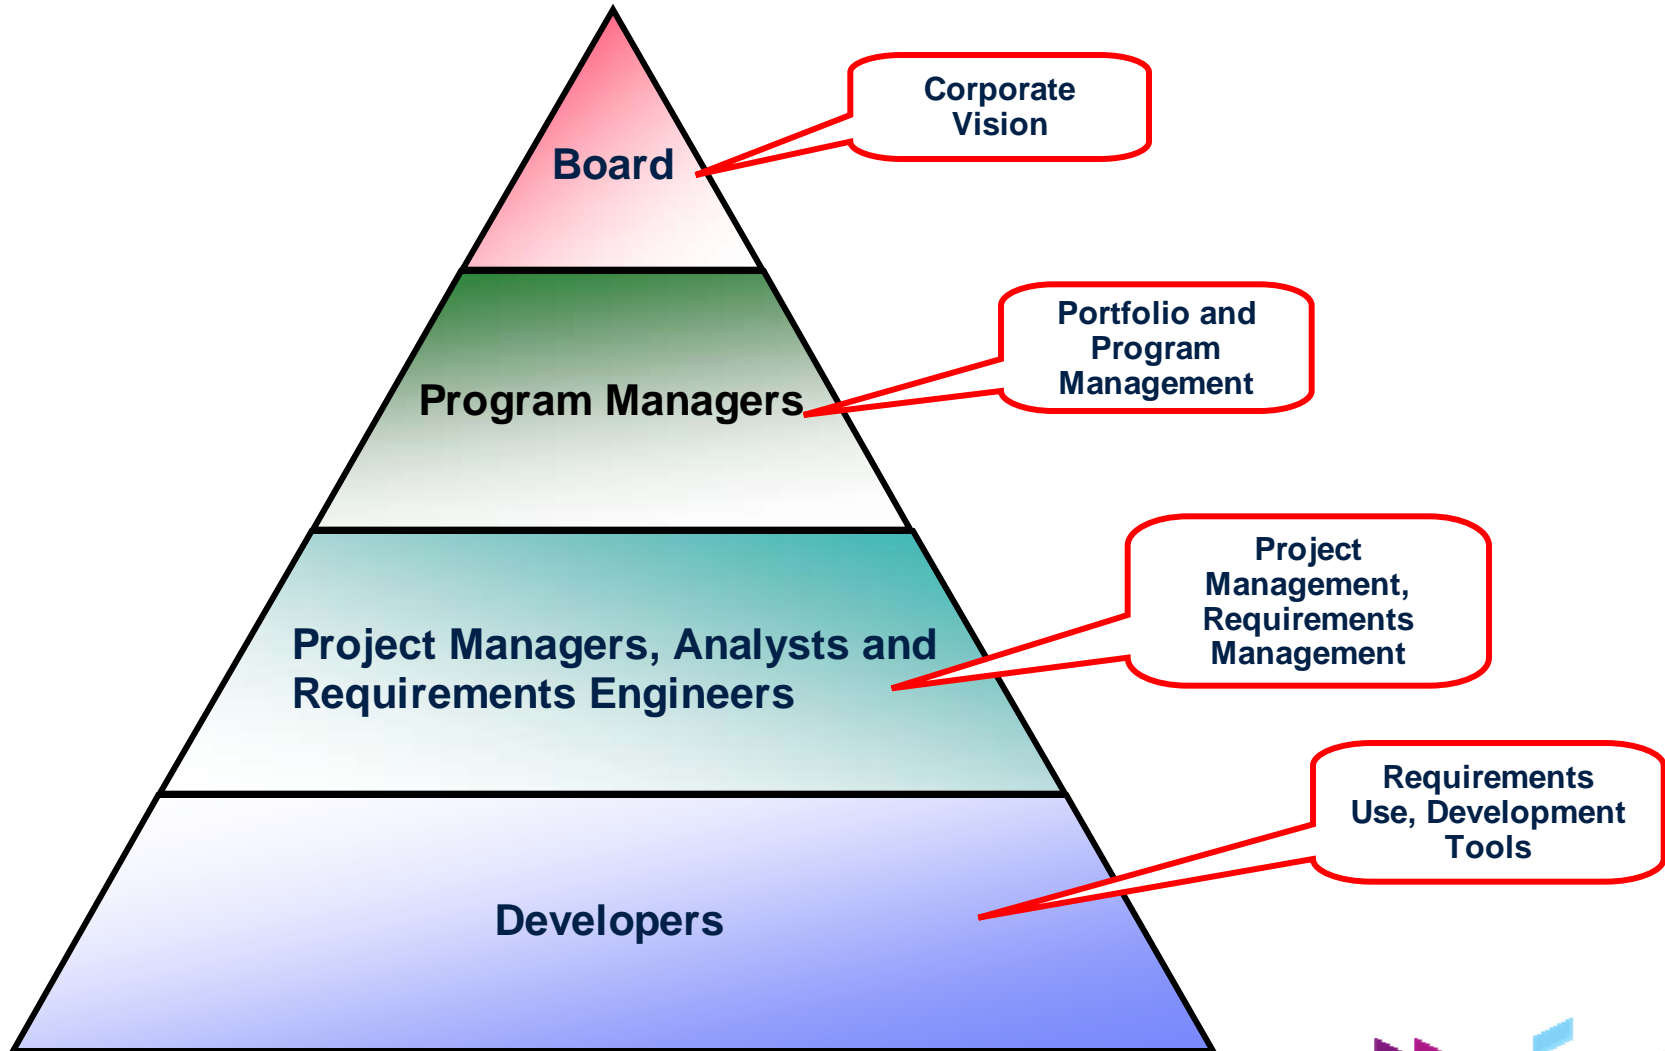 Corporate
Vision
Board
Portfolio and
Program
Management
Program Managers
Project
Management,
Requirements
Management
Project Managers, Analysts and
Requirements Engineers
Requirements
Use, Development
Tools
Developers